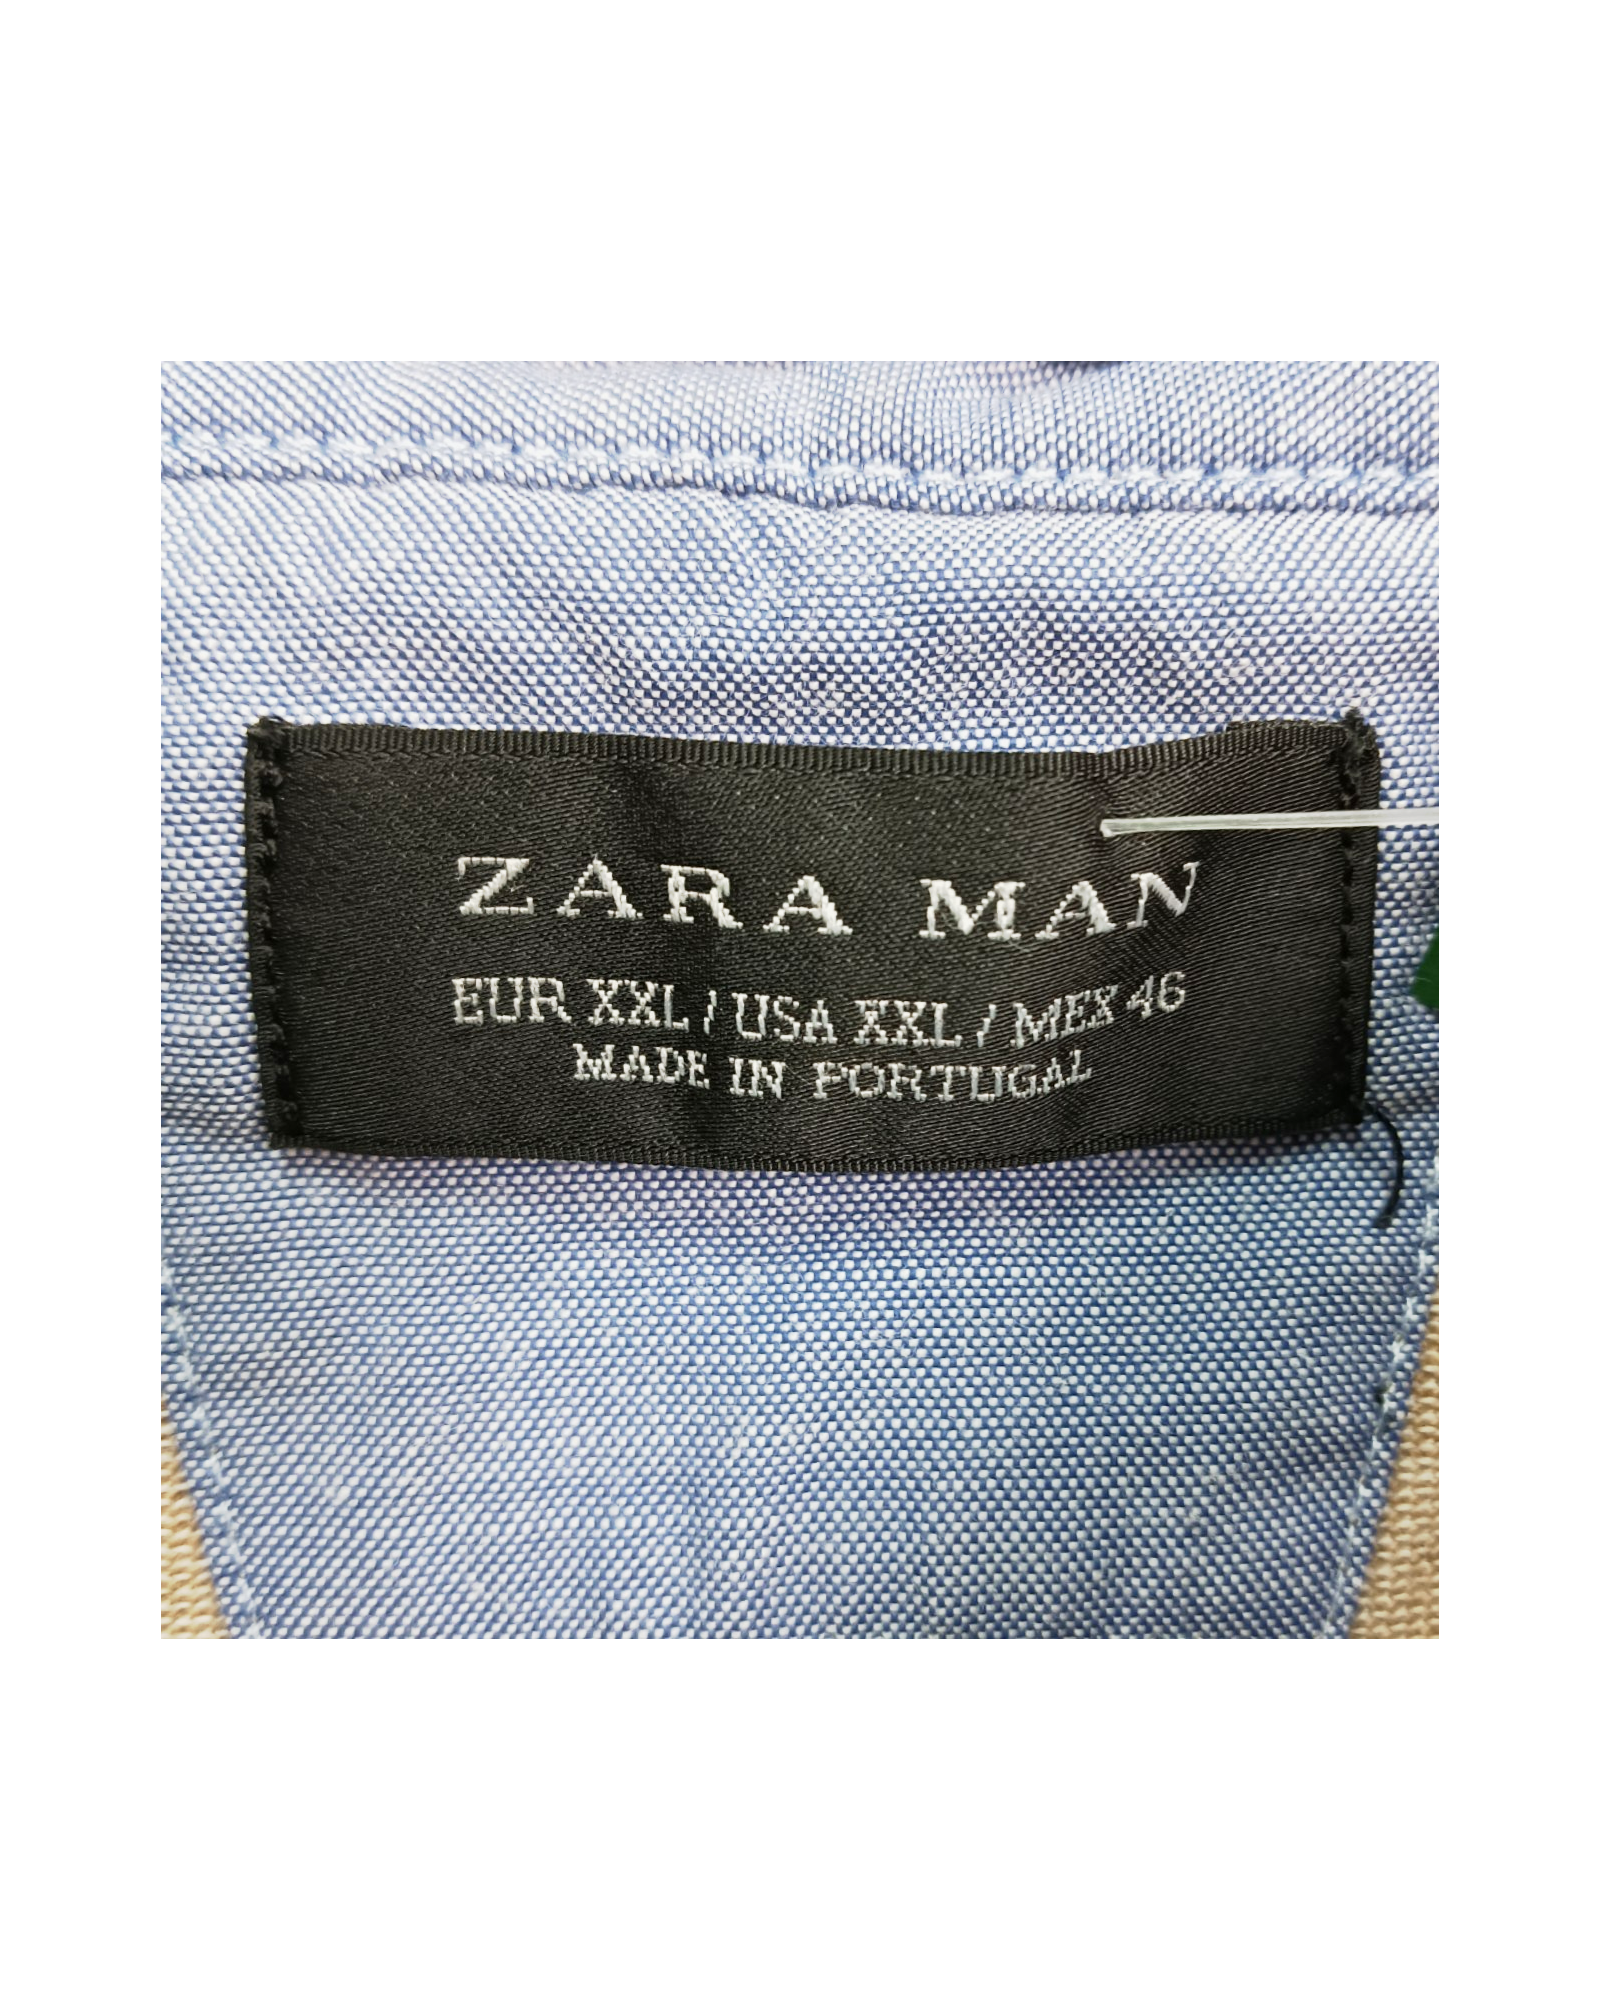 ZARA MAN
EUR XXL / USA XXL / MEX 46
MADE IN PORTUGAL